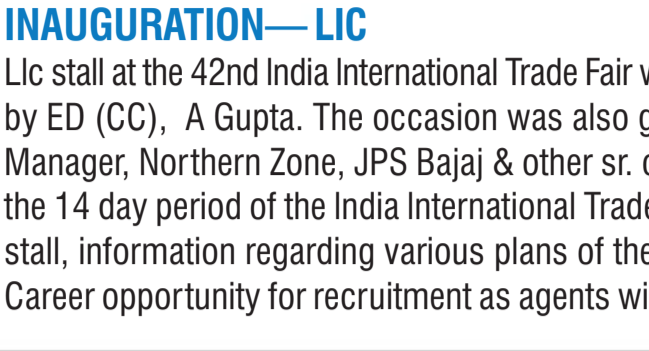 INAUGURATION— LIC
LIc stall at the 42nd India International Trade Fair
by ED (CC), A Gupta. The occasion was also
Manager, Northern Zone, JPS Bajaj & other sr.
the 14 day period of the India International Trade
stall, information regarding various plans of the
Career opportunity for recruitment as agents